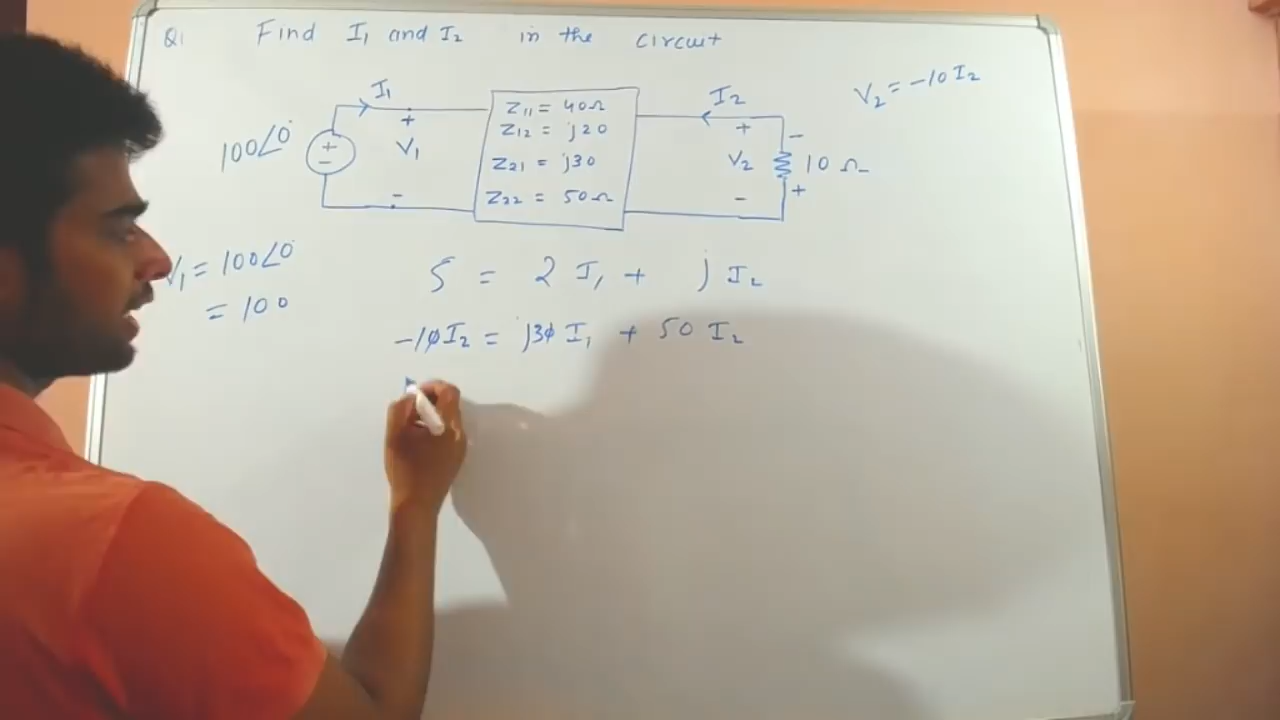 Q1 Find I₁ and I₂ in the circuit
V₂ = -10 I₂
I₁
I₂
100∠0°
+
-
+
V₁
-
Z₁₁ = 40Ω
Z₁₂ = j20
Z₂₁ = j30
Z₂₂ = 50Ω
+
V₂
-
-
10 Ω
+
V₁ = 100∠0°
= 100
5 = 2 I₁ + j I₂
-10I₂ = j30 I₁ + 50 I₂